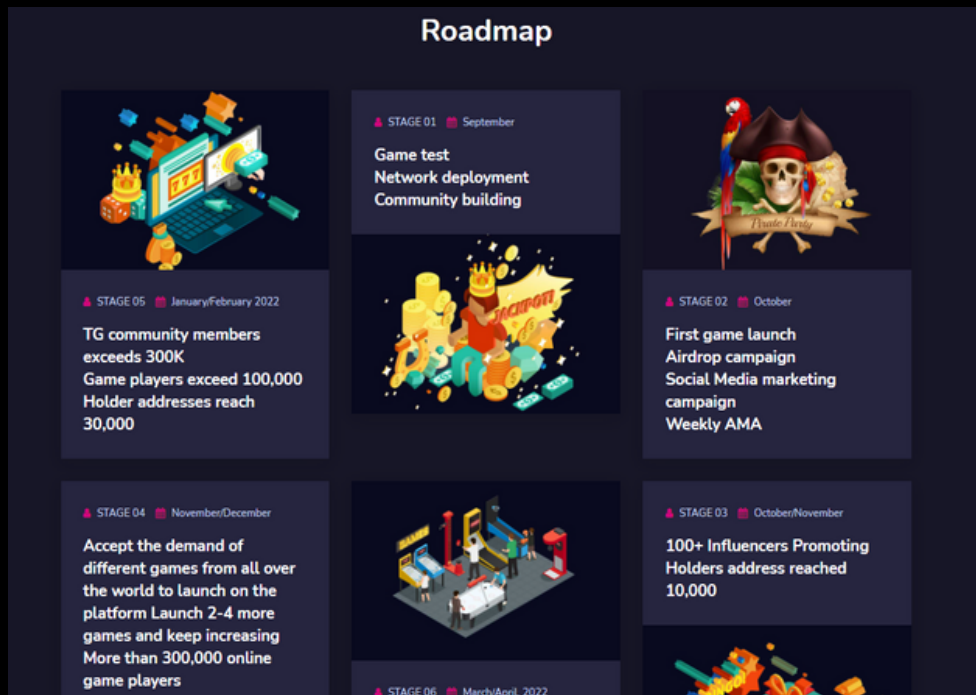 Roadmap
777
STAGE 05 January/February 2022
TG community members
exceeds 300K
Game players exceed 100,000
Holder addresses reach
30,000
STAGE 01 September
Game test
Network deployment
Community building
JACKPOT!
Pirate Party
STAGE 02 October
First game launch
Airdrop campaign
Social Media marketing
campaign
Weekly AMA
STAGE 04 November/December
Accept the demand of
different games from all over
the world to launch on the
platform Launch 2-4 more
games and keep increasing
More than 300,000 online
game players
GAMES
STAGE 06 March/April, 2022
STAGE 03 October/November
100+ Influencers Promoting
Holders address reached
10,000
BINGO!